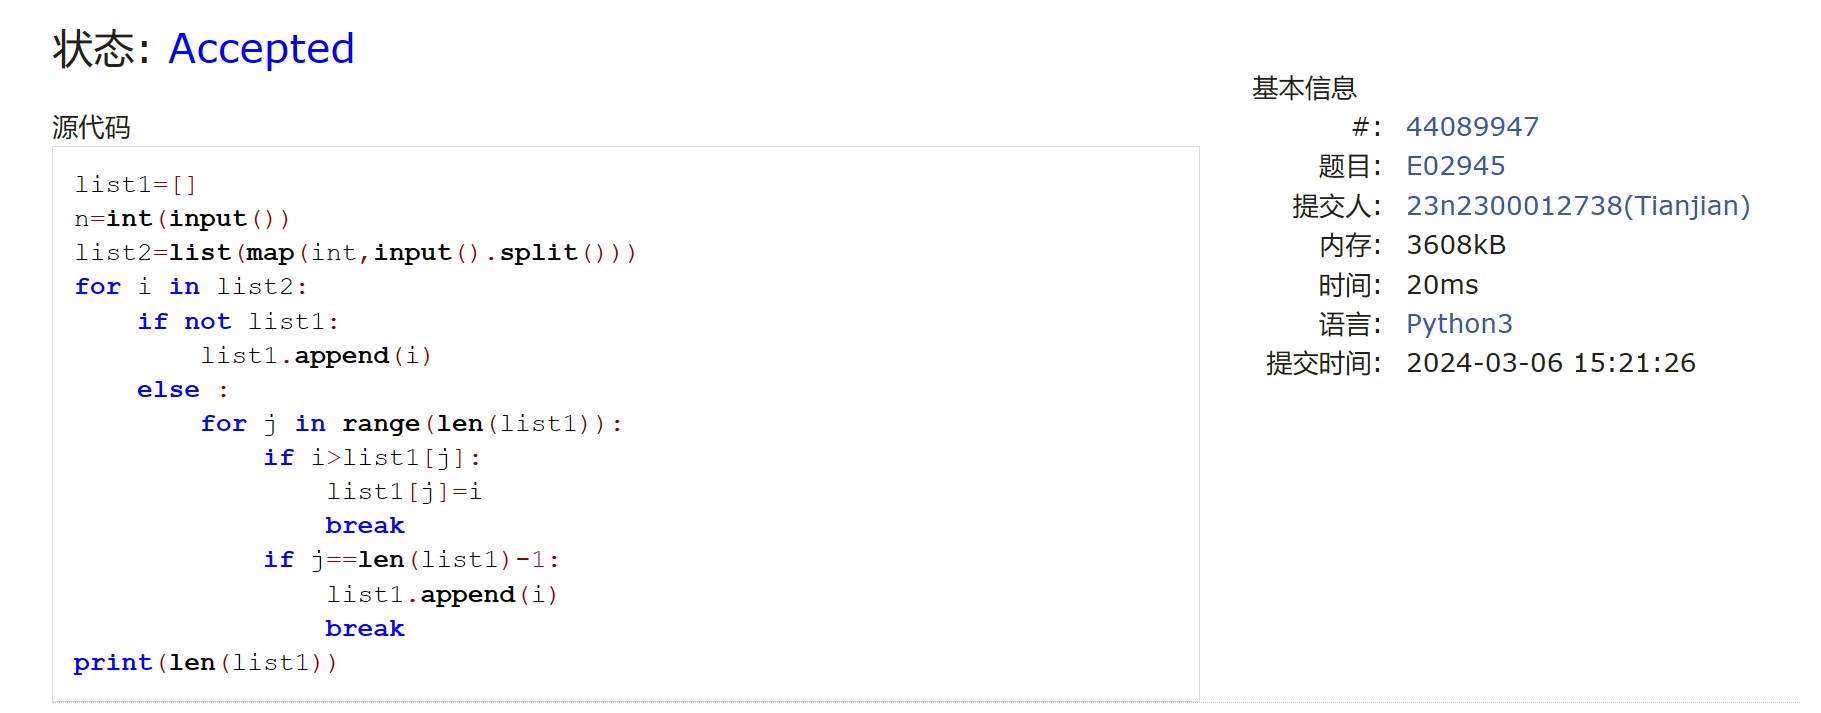 状态: Accepted
源代码
list1=[]
n=int(input())
list2=list(map(int,input().split()))
for i in list2:
    if not list1:
        list1.append(i)
    else :
        for j in range(len(list1)):
            if i>list1[j]:
                list1[j]=i
                break
            if j==len(list1)-1:
                list1.append(i)
                break
print(len(list1))
基本信息
#: 44089947
题目: E02945
提交人: 23n2300012738(Tianjian)
内存: 3608kB
时间: 20ms
语言: Python3
提交时间: 2024-03-06 15:21:26